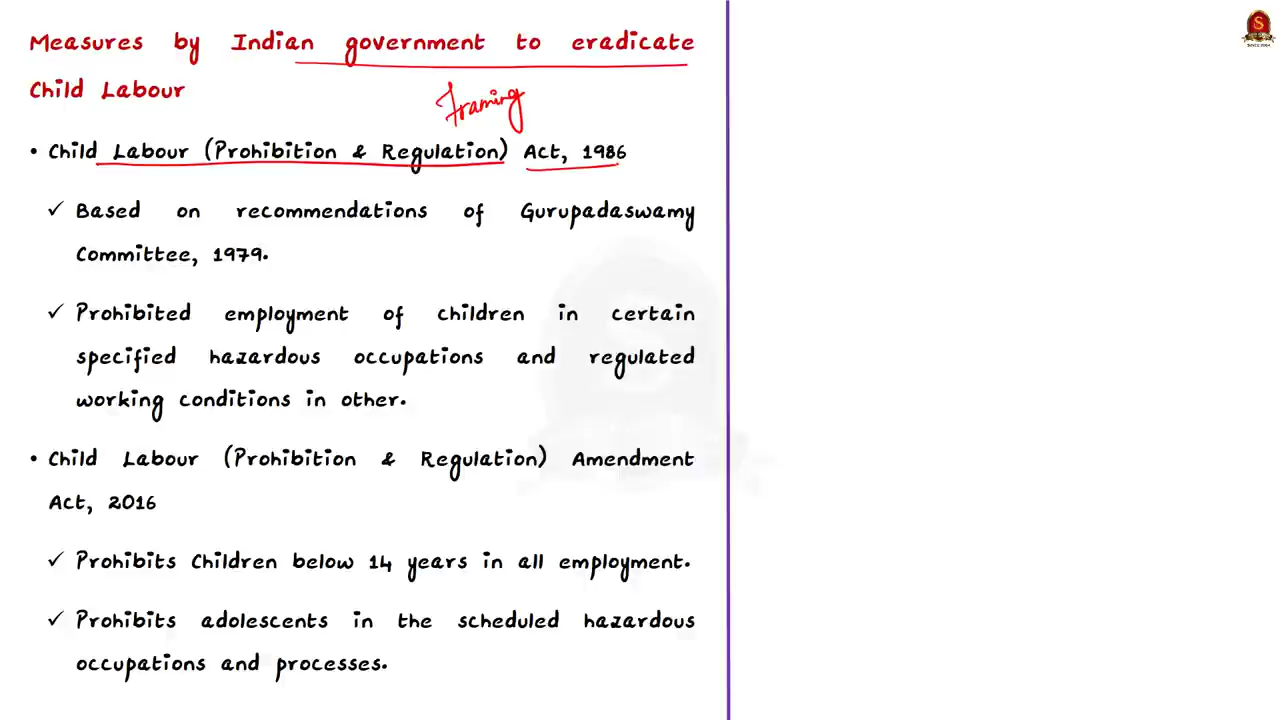 Measures by Indian government to eradicate
Child Labour
Framing
• Child Labour (Prohibition & Regulation) Act, 1986
✓ Based on recommendations of Gurupadaswamy
Committee, 1979.
✓ Prohibited employment of children in certain
specified hazardous occupations and regulated
working conditions in other.
• Child Labour (Prohibition & Regulation) Amendment
Act, 2016
✓ Prohibits Children below 14 years in all employment.
✓ Prohibits adolescents in the scheduled hazardous
occupations and processes.